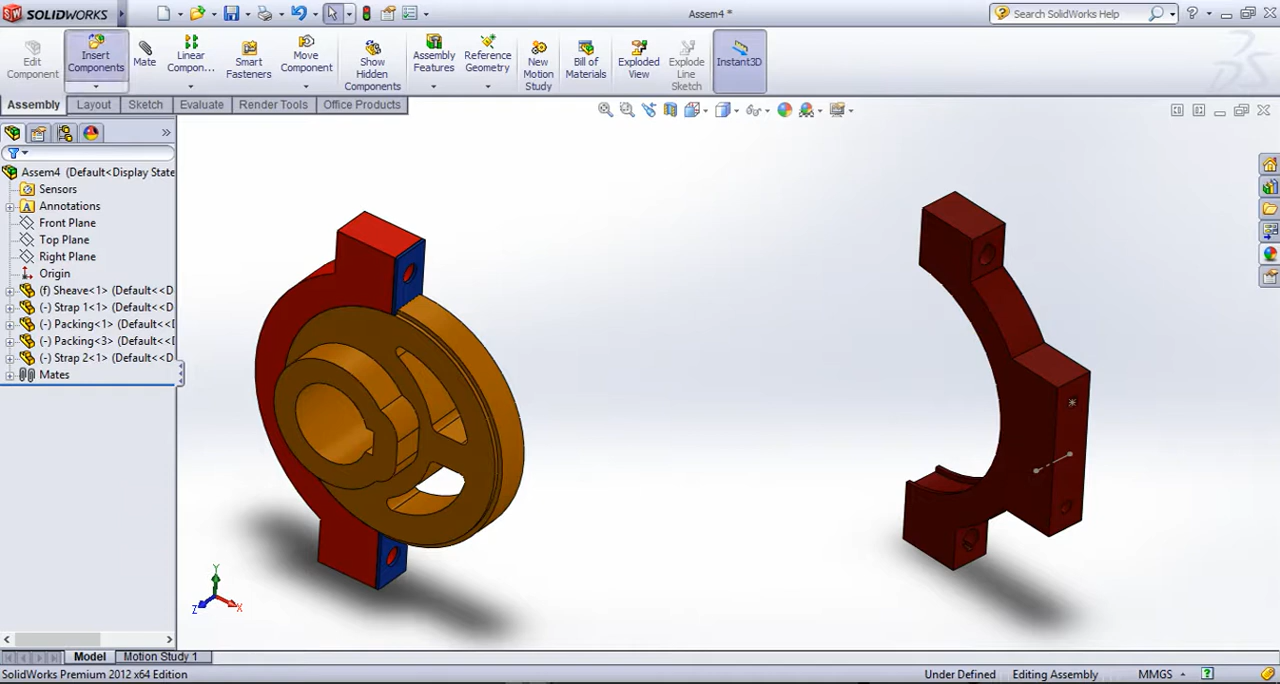 SOLIDWORKS
Assem4 *
Search SolidWorks Help
Edit Component
Insert Components
Mate
Linear Compon...
Smart Fasteners
Move Component
Show Hidden Components
Assembly Features
Reference Geometry
New Motion Study
Bill of Materials
Exploded View
Explode Line Sketch
Instant3D
Assembly Layout Sketch Evaluate Render Tools Office Products
Assem4 (Default<Display State
Sensors
Annotations
Front Plane
Top Plane
Right Plane
Origin
(f) Sheave<1> (Default<<D
(-) Strap 1<1> (Default<<D
(-) Packing<1> (Default<<D
(-) Packing<3> (Default<<D
(-) Strap 2<1> (Default<<D
Mates
Y
Z
X
Model Motion Study 1
SolidWorks Premium 2012 x64 Edition
Under Defined
Editing Assembly
MMGS